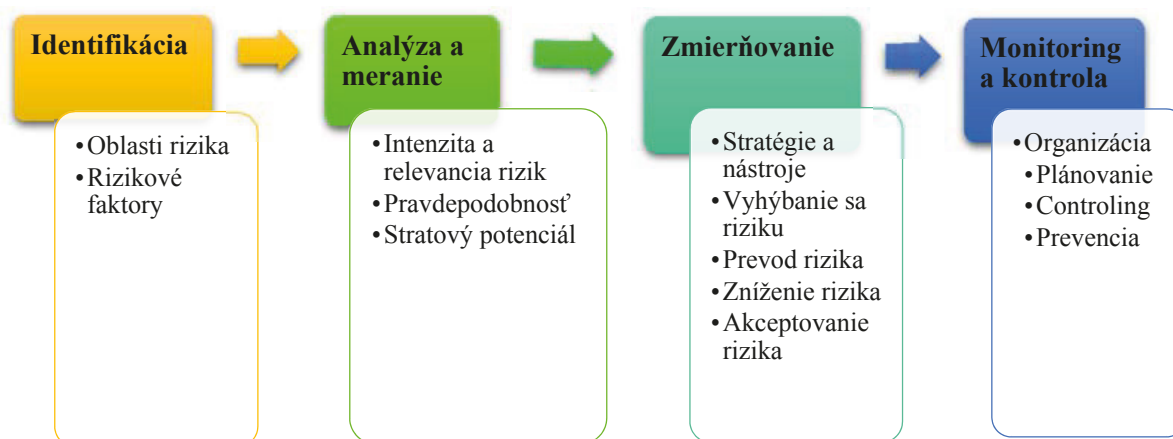 Identifikácia
•Oblasti rizika
•Rizikové
faktory
Analýza a
meranie
•Intenzita a
relevancia rizik
•Pravdepodobnosť
•Stratový potenciál
Zmierňovanie
•Stratégie a
nástroje
•Vyhýbanie sa
riziku
•Prevod rizika
•Zníženie rizika
•Akceptovanie
rizika
Monitoring
a kontrola
•Organizácia
•Plánovanie
•Controling
•Prevencia